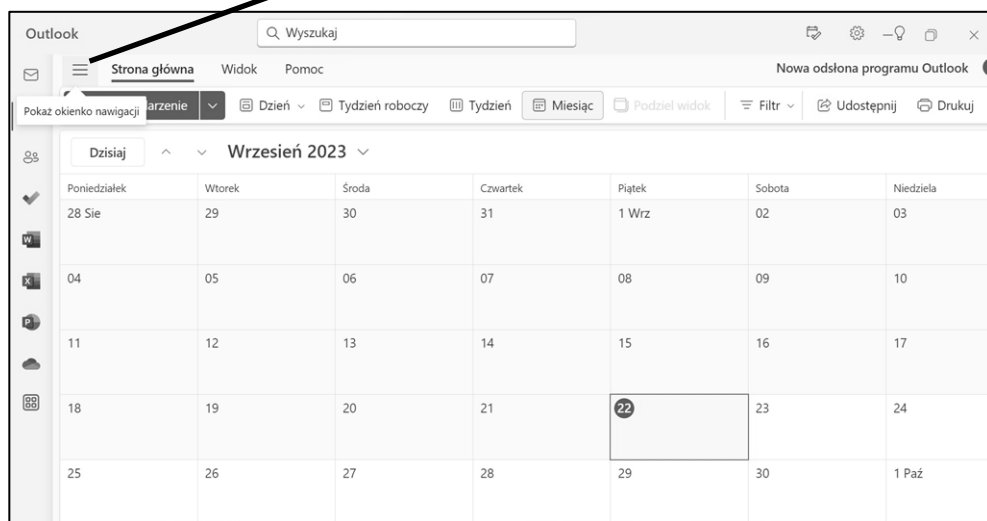 Outlook
Wyszukaj
Strona główna Widok Pomoc
Nowa odsłona programu Outlook
Pokaż okienko nawigacji
Dzień Tydzień roboczy Tydzień Miesiąc Podziel widok Filtr Udostępnij Drukuj
Dzisiaj Wrzesień 2023
Poniedziałek Wtorek Środa Czwartek Piątek Sobota Niedziela
28 Sie 29 30 31 1 Wrz 02 03
04 05 06 07 08 09 10
11 12 13 14 15 16 17
18 19 20 21 22 23 24
25 26 27 28 29 30 1 Paź